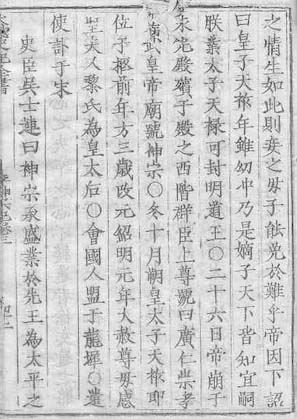 之情生如此則妾之母子能免於難乎帝因下詔
曰皇子天祿年雖幼冲乃是嫡子天下皆知宜嗣
朕業太子天祿可封明道王〇二十六日帝崩于
永光殿殯于殿之西階群臣上尊號曰廣仁崇孝
文武皇帝廟號神宗〇冬十月朔皇太子天祚即
位于柩前年方三歲改元紹明元年大赦尊母感
聖夫人黎氏為皇太后〇會國人盟于龍墀〇遣
使訃于宋
史臣吳士連曰神宗承盛業於先王為太平之